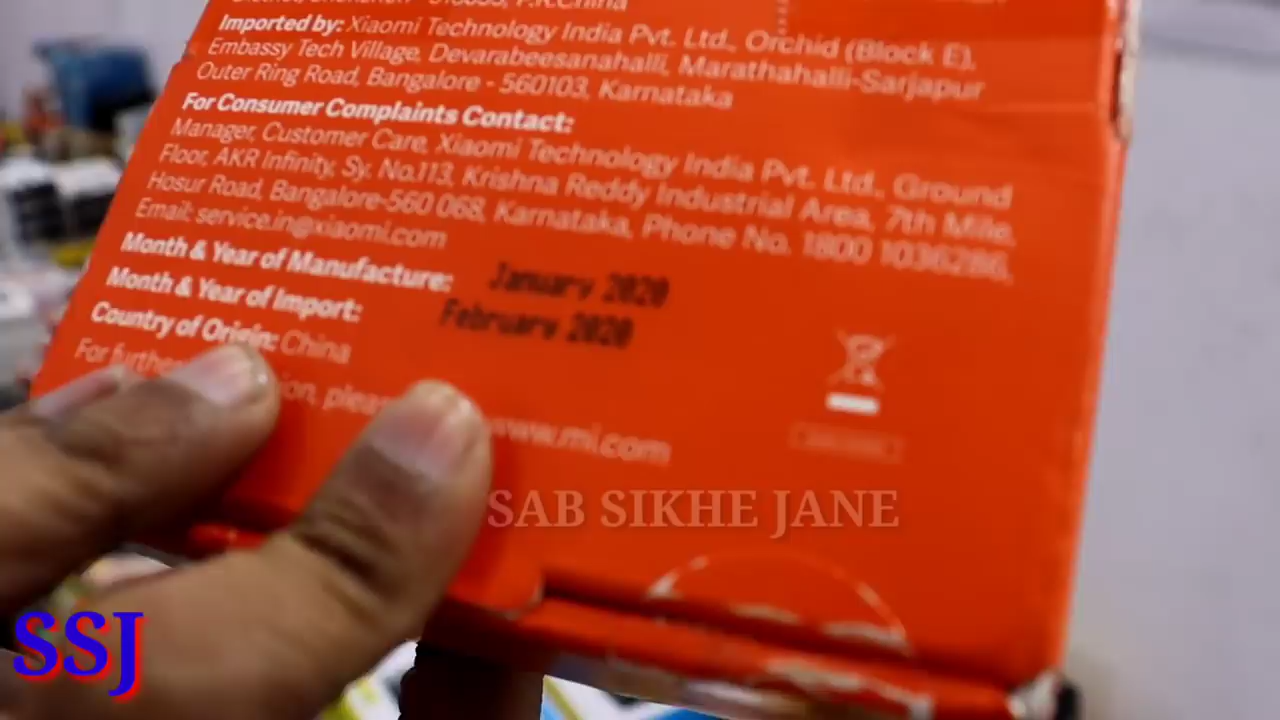 Imported by: Xiaomi Technology India Pvt. Ltd., Orchid (Block E),
Embassy Tech Village, Devarabeesanahalli, Marathahalli-Sarjapur
Outer Ring Road, Bangalore - 560103, Karnataka
For Consumer Complaints Contact:
Manager, Customer Care, Xiaomi Technology India Pvt. Ltd., Ground
Floor, AKR Infinity, Sy. No.113, Krishna Reddy Industrial Area, 7th Mile,
Hosur Road, Bangalore-560 068, Karnataka, Phone No. 1800 1036286,
Email: service.in@xiaomi.com
Month & Year of Manufacture: January 2020
Month & Year of Import: February 2020
Country of Origin: China
For further please www.mi.com
SAB SIKHE JANE
SSJ